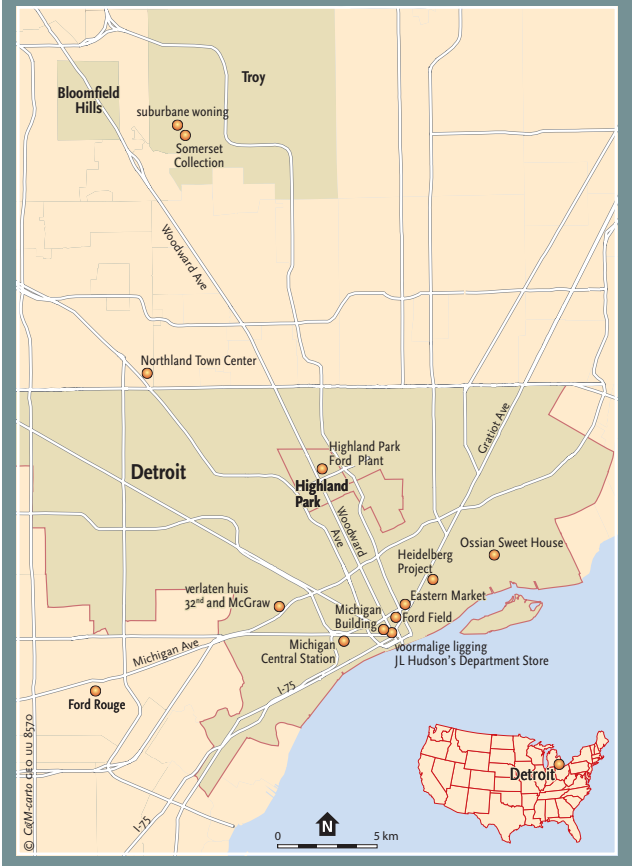 Troy
Bloomfield
Hills
suburbane woning
Somerset
Collection
Woodward Ave
Northland Town Center
Gratiot Ave
Highland Park
Ford Plant
Detroit
Highland
Park
Woodward
Ave
Ossian Sweet House
Heidelberg
Project
verlaten huis
32nd and McGraw
Eastern Market
Michigan
Building
Ford Field
Michigan
Central Station
voormalige ligging
JL Hudson's Department Store
Michigan Ave
I-75
Ford Rouge
Detroit
I-75
N
0 5 km
© C&M-carto GEO UU 8570